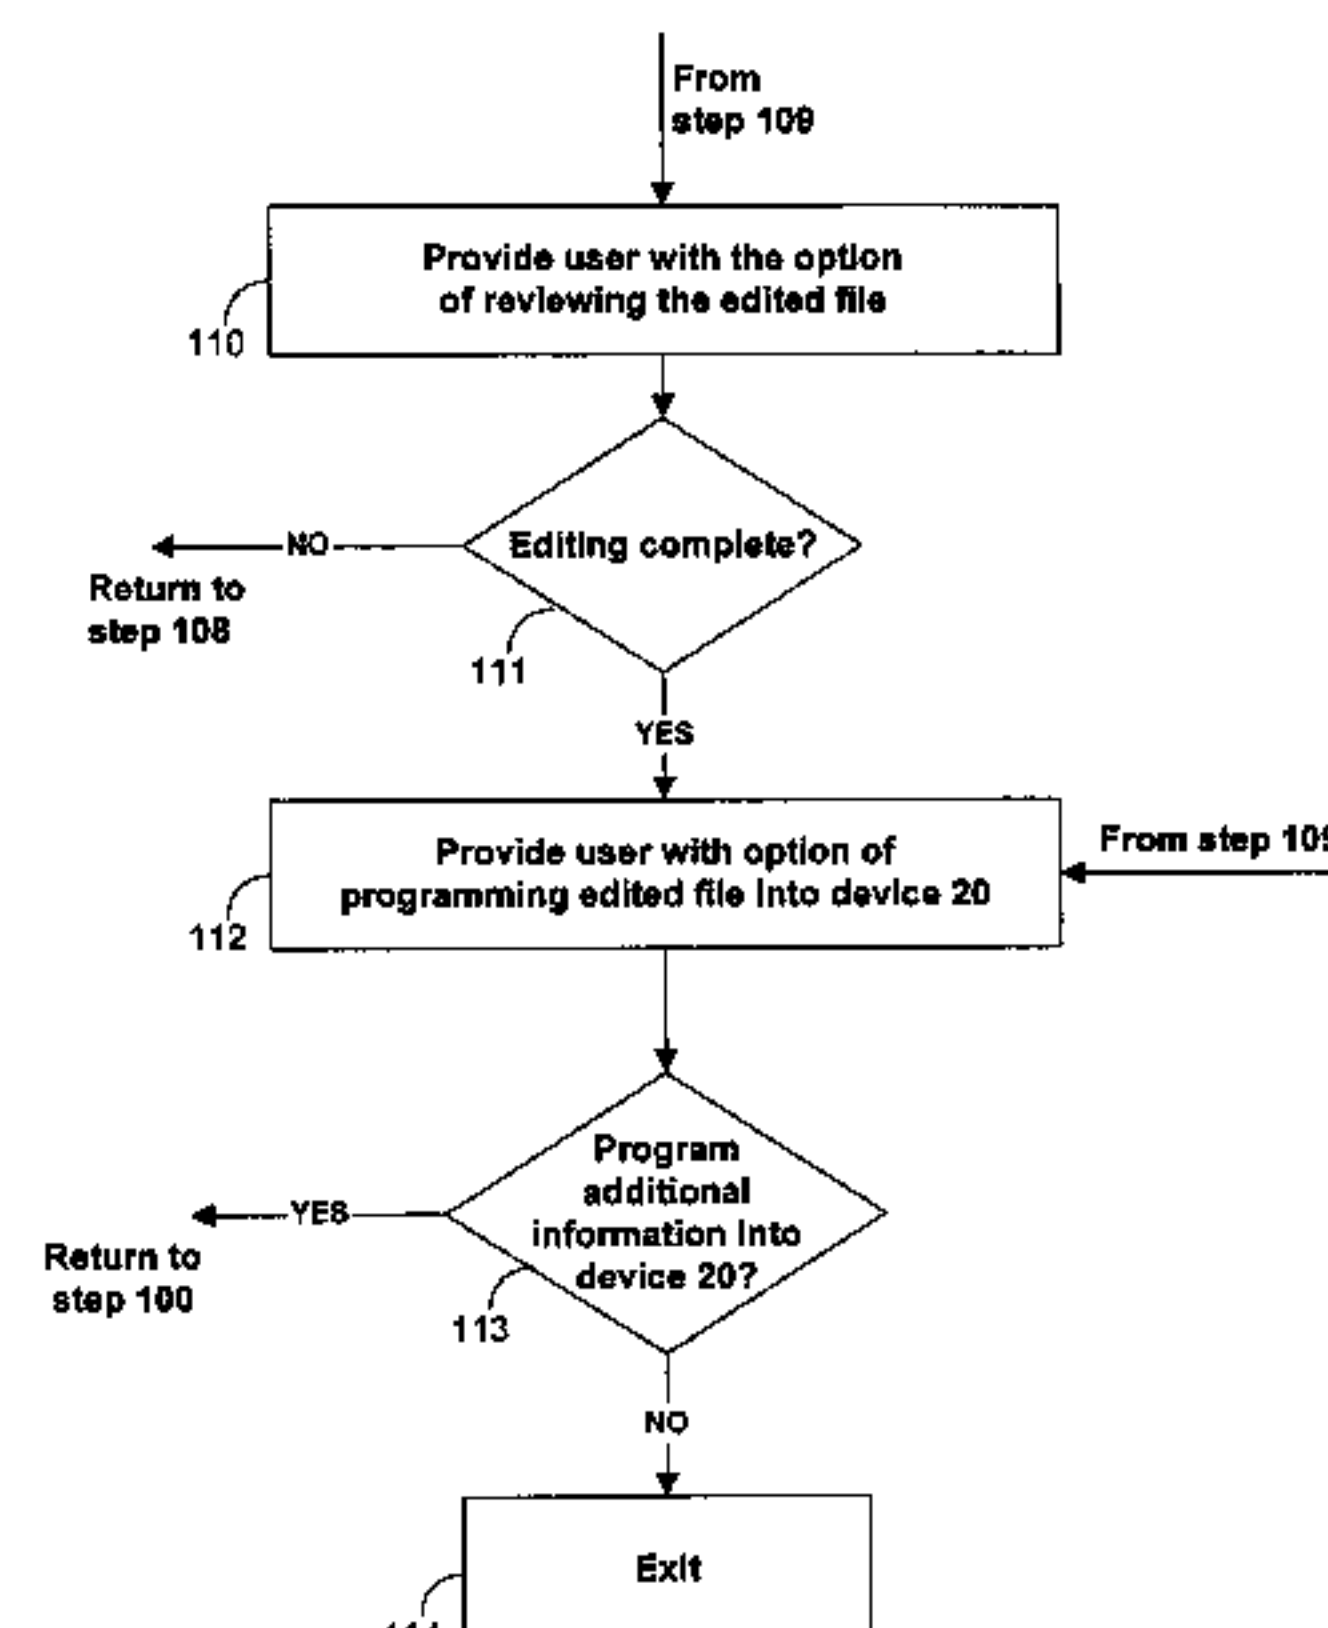 From
step 109
Provide user with the option
of reviewing the edited file
110
Editing complete?
NO
Return to
step 108
111
YES
Provide user with option of
programming edited file into device 20
From step
112
Program
additional
information into
device 20?
YES
Return to
step 100
113
NO
Exit